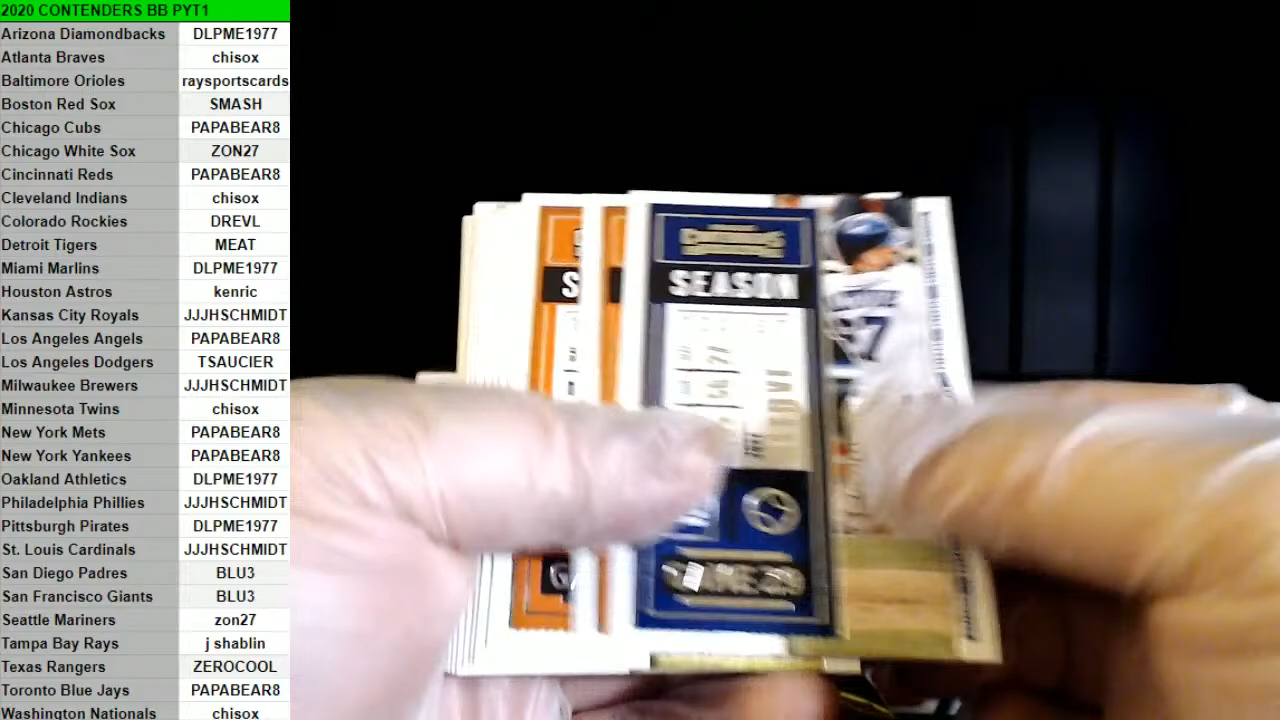 2020 CONTENDERS BB PYT1
Arizona Diamondbacks DLPME1977
Atlanta Braves chisox
Baltimore Orioles raysportscards
Boston Red Sox SMASH
Chicago Cubs PAPABEAR8
Chicago White Sox ZON27
Cincinnati Reds PAPABEAR8
Cleveland Indians chisox
Colorado Rockies DREVL
Detroit Tigers MEAT
Miami Marlins DLPME1977
Houston Astros kenric
Kansas City Royals JJJHSCHMIDT
Los Angeles Angels PAPABEAR8
Los Angeles Dodgers TSAUCIER
Milwaukee Brewers JJJHSCHMIDT
Minnesota Twins chisox
New York Mets PAPABEAR8
New York Yankees PAPABEAR8
Oakland Athletics DLPME1977
Philadelphia Phillies JJJHSCHMIDT
Pittsburgh Pirates DLPME1977
St. Louis Cardinals JJJHSCHMIDT
San Diego Padres BLU3
San Francisco Giants BLU3
Seattle Mariners zon27
Tampa Bay Rays j shablin
Texas Rangers ZEROCOOL
Toronto Blue Jays PAPABEAR8
Washington Nationals chisox
SEASON